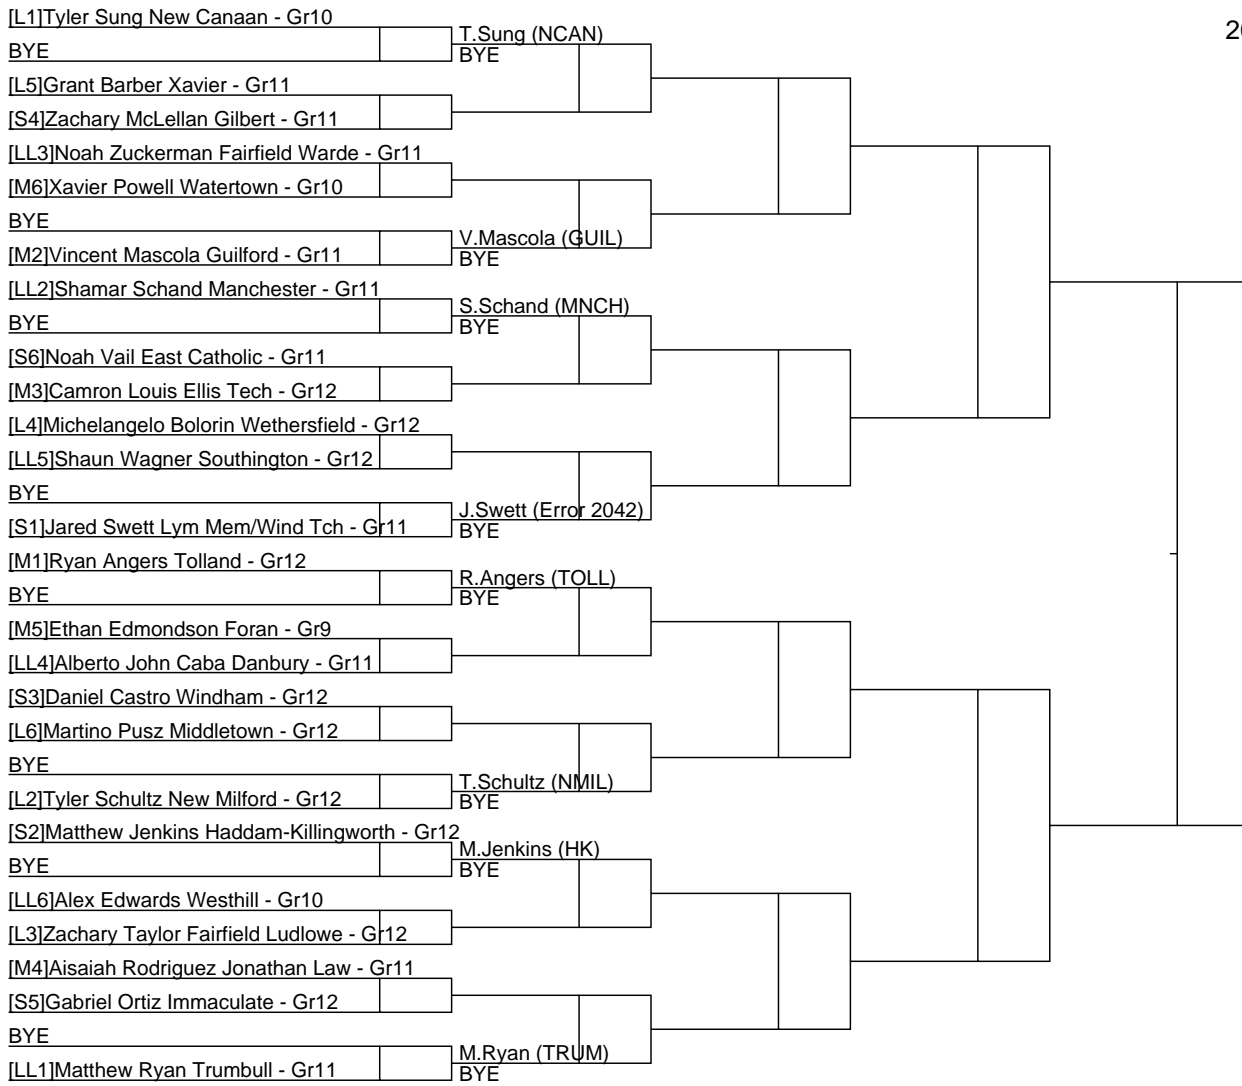 [L1]Tyler Sung New Canaan - Gr10
BYE
T.Sung (NCAN)
BYE
[L5]Grant Barber Xavier - Gr11
[S4]Zachary McLellan Gilbert - Gr11
[LL3]Noah Zuckerman Fairfield Warde - Gr11
[M6]Xavier Powell Watertown - Gr10
BYE
[M2]Vincent Mascola Guilford - Gr11
V.Mascola (GUIL)
BYE
[LL2]Shamar Schand Manchester - Gr11
BYE
S.Schand (MNCH)
BYE
[S6]Noah Vail East Catholic - Gr11
[M3]Camron Louis Ellis Tech - Gr12
[L4]Michelangelo Bolorin Wethersfield - Gr12
[LL5]Shaun Wagner Southington - Gr12
BYE
[S1]Jared Swett Lym Mem/Wind Tch - Gr11
J.Swett (Error 2042)
BYE
[M1]Ryan Angers Tolland - Gr12
BYE
R.Angers (TOLL)
BYE
[M5]Ethan Edmondson Foran - Gr9
[LL4]Alberto John Caba Danbury - Gr11
[S3]Daniel Castro Windham - Gr12
[L6]Martino Pusz Middletown - Gr12
BYE
[L2]Tyler Schultz New Milford - Gr12
T.Schultz (NMIL)
BYE
[S2]Matthew Jenkins Haddam-Killingworth - Gr12
BYE
M.Jenkins (HK)
BYE
[LL6]Alex Edwards Westhill - Gr10
[L3]Zachary Taylor Fairfield Ludlowe - Gr12
[M4]Aisaiah Rodriguez Jonathan Law - Gr11
[S5]Gabriel Ortiz Immaculate - Gr12
BYE
[LL1]Matthew Ryan Trumbull - Gr11
M.Ryan (TRUM)
BYE